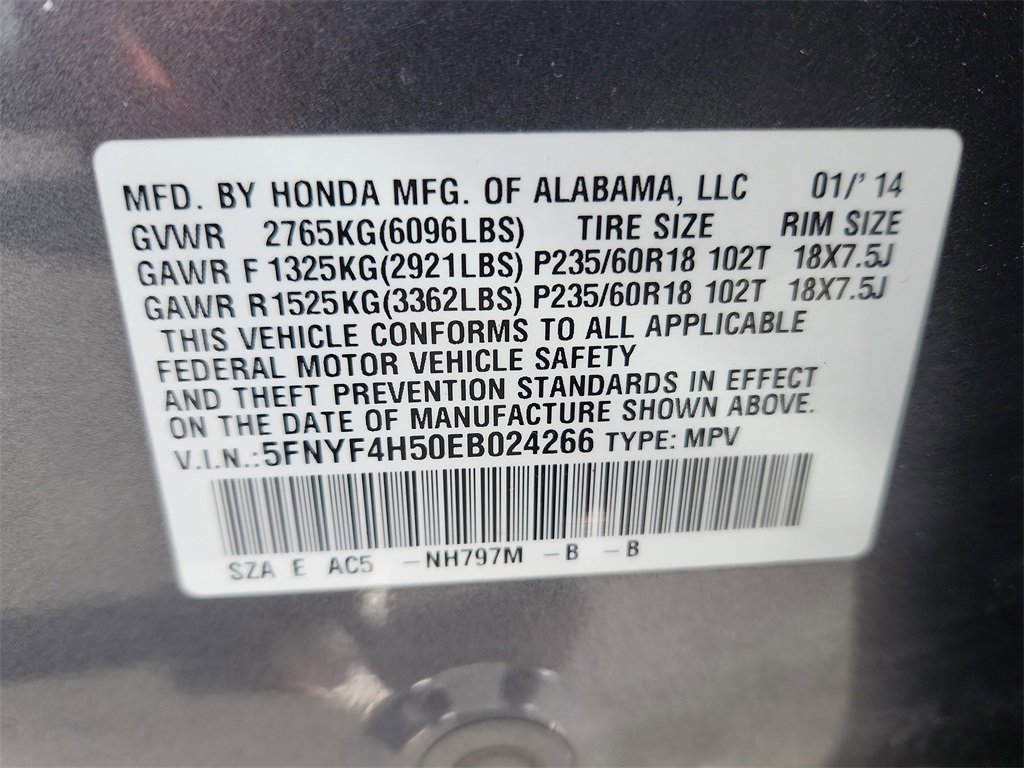 MFD. BY HONDA MFG. OF ALABAMA, LLC 01/' 14
GVWR 2765KG(6096LBS) TIRE SIZE RIM SIZE
GAWR F 1325KG(2921LBS) P235/60R18 102T 18X7.5J
GAWR R1525KG(3362LBS) P235/60R18 102T 18X7.5J
THIS VEHICLE CONFORMS TO ALL APPLICABLE
FEDERAL MOTOR VEHICLE SAFETY
AND THEFT PREVENTION STANDARDS IN EFFECT
ON THE DATE OF MANUFACTURE SHOWN ABOVE.
V.I.N.:5FNYF4H50EB024266 TYPE: MPV
SZA E AC5 -NH797M -B -B